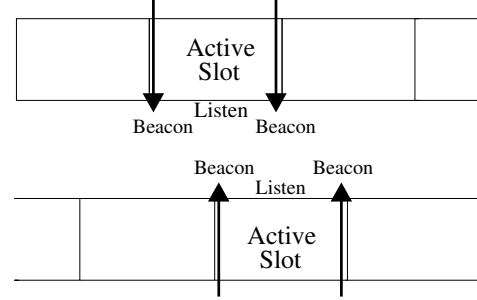 Active
Slot
Listen
Beacon Beacon
Beacon Beacon
Listen
Active
Slot